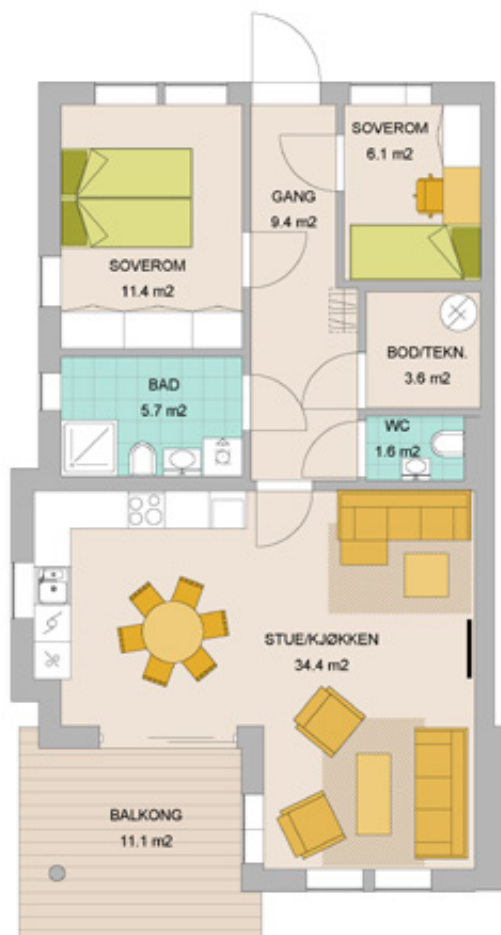 SOVEROM
6.1 m2
GANG
9.4 m2
SOVEROM
11.4 m2
BOD/TEKN.
3.6 m2
BAD
5.7 m2
WC
1.6 m2
STUE/KJØKKEN
34.4 m2
BALKONG
11.1 m2